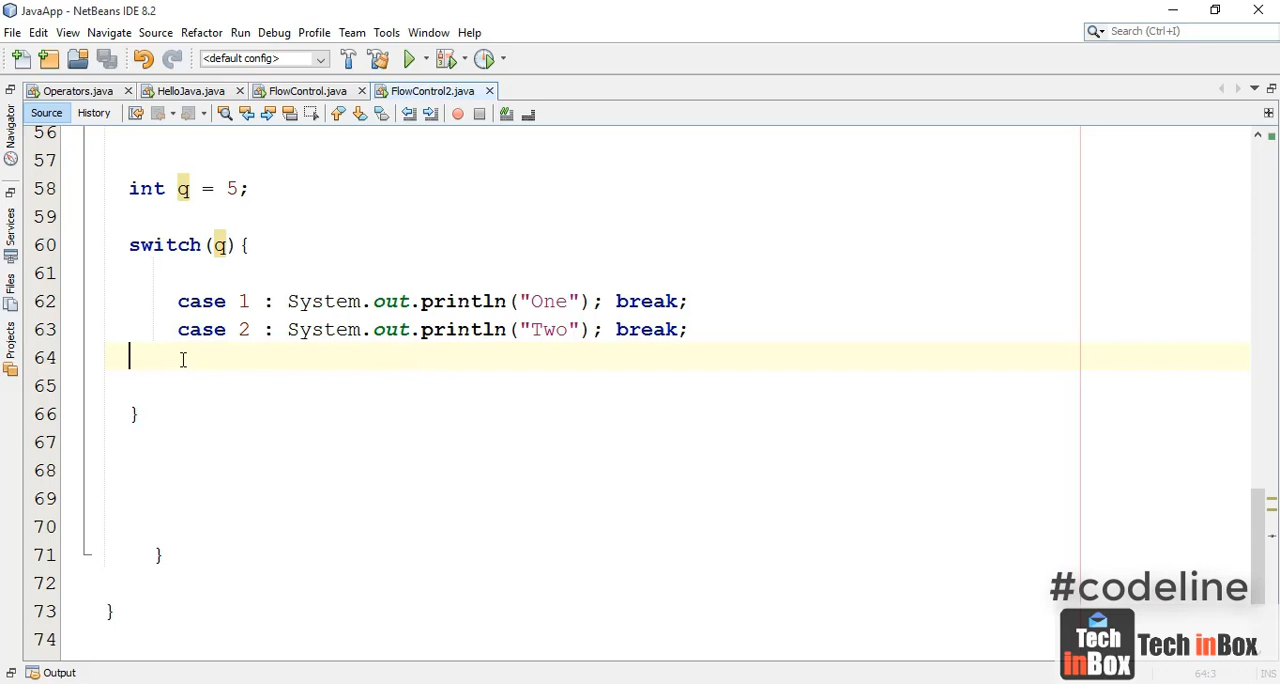 JavaApp - NetBeans IDE 8.2
File Edit View Navigate Source Refactor Run Debug Profile Team Tools Window Help
Search (Ctrl+I)
<default config>
Operators.java HelloJava.java FlowControl.java FlowControl2.java
Source History
Navigator
Services
Files
Projects
56
57
58 int q = 5;
59
60 switch(q){
61
62 case 1 : System.out.println("One"); break;
63 case 2 : System.out.println("Two"); break;
64
65
66 }
67
68
69
70
71 }
72
73 }
74
#codeline
Tech inBox Tech inBox
Output
64:3 INS